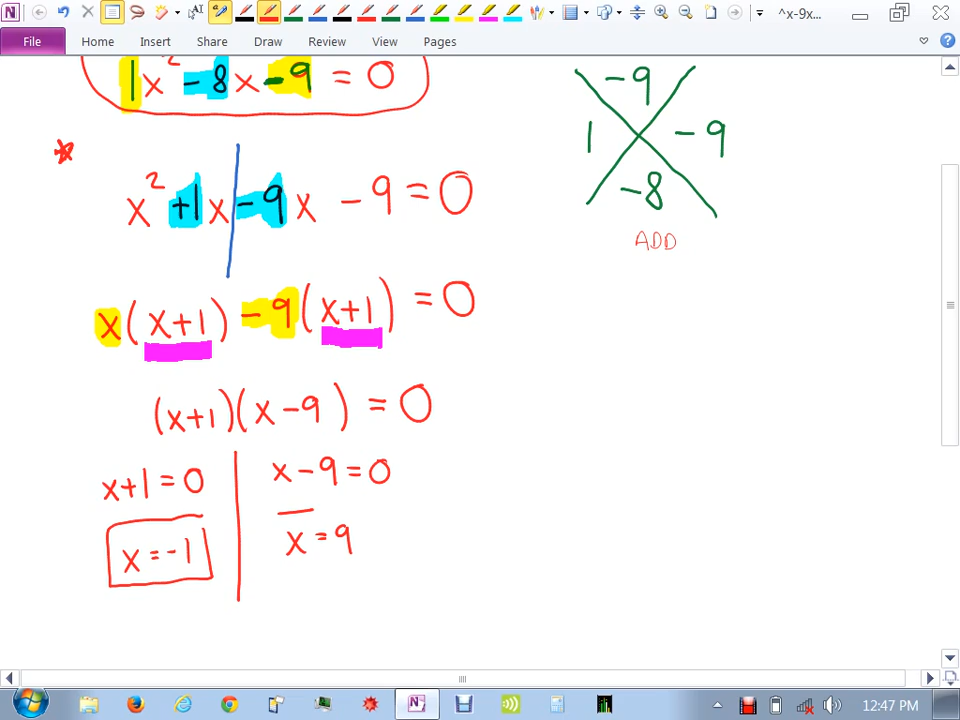 ^x-9x...
File Home Insert Share Draw Review View Pages
1x² -8x -9 = 0
-9
1 -9
-8
ADD
x² +1x -9x -9 = 0
x(x+1) -9(x+1) = 0
(x+1)(x-9) = 0
x+1=0 x-9=0
x=-1 x=9
12:47 PM